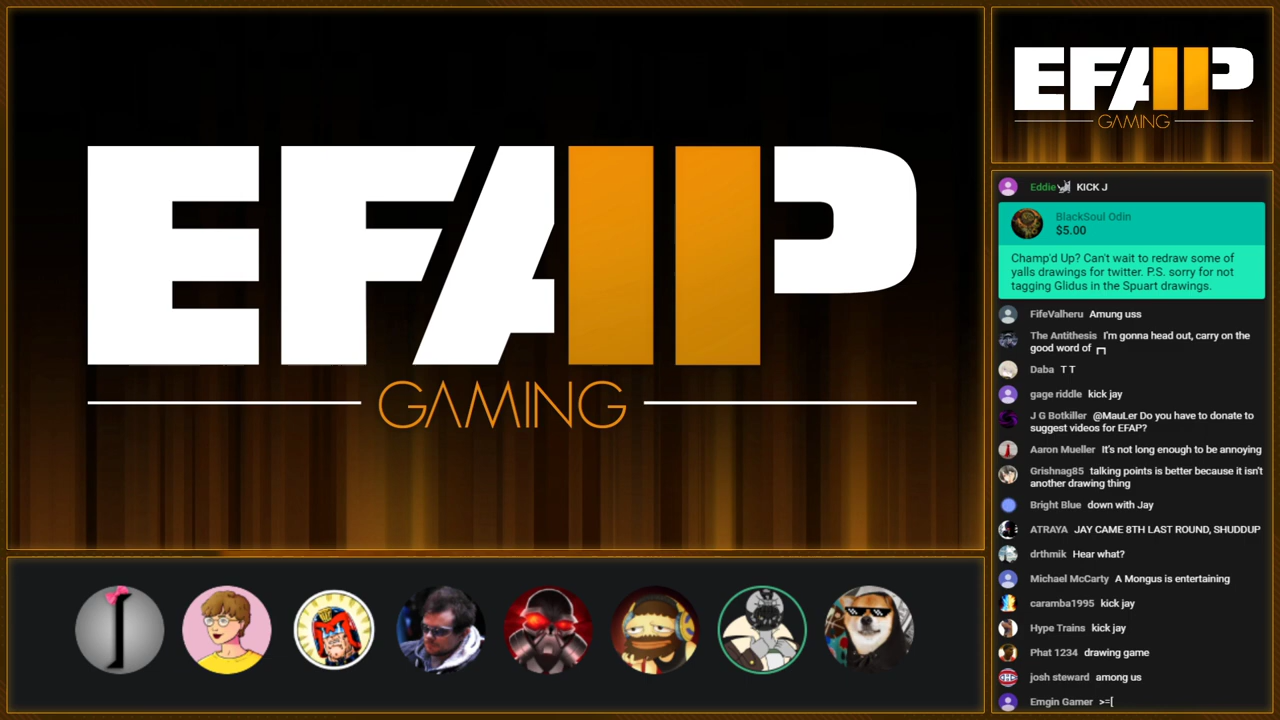 EFAP
GAMING
EFAP
GAMING
Eddie KICK J
BlackSoul Odin
$5.00
Champ'd Up? Can't wait to redraw some of
yalls drawings for twitter. P.S. sorry for not
tagging Glidus in the Spuart drawings.
FifeValheru Amung uss
The Antithesis I'm gonna head out, carry on the
good word of
Daba T T
gage riddle kick jay
J G Botkiller @MauLer Do you have to donate to
suggest videos for EFAP?
Aaron Mueller It's not long enough to be annoying
Grishnag85 talking points is better because it isn't
another drawing thing
Bright Blue down with Jay
ATRAYA JAY CAME 8TH LAST ROUND, SHUDDUP
drthmik Hear what?
Michael McCarty A Mongus is entertaining
caramba1995 kick jay
Hype Trains kick jay
Phat 1234 drawing game
josh steward among us
Emgin Gamer >=[